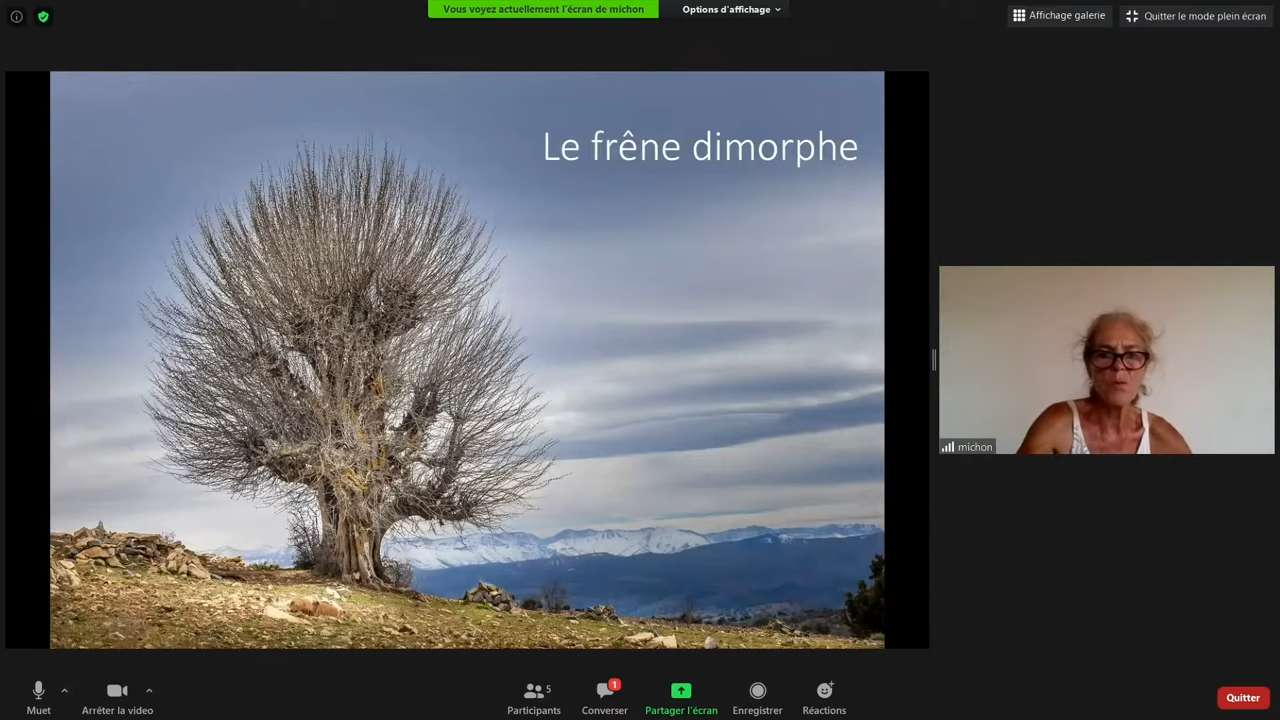 Vous voyez actuellement l'écran de michon
Options d'affichage
Affichage galerie
Quitter le mode plein écran
Le frêne dimorphe
michon
Muet
Arrêter la video
5
Participants
1
Converser
Partager l'écran
Enregistrer
Réactions
Quitter